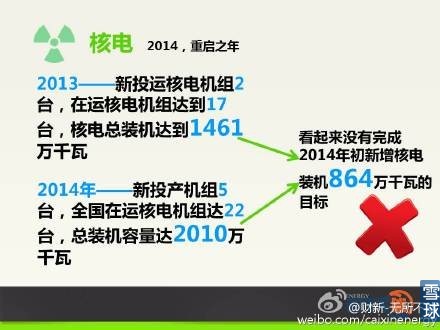 核电 2014，重启之年
2013——新投运核电机组2
台，在运核电机组达到17
台，核电总装机达到1461
万千瓦
2014年——新投产机组5
台，全国在运核电机组达22
台，总装机容量达2010万
千瓦
看起来没有完成
2014年初新增核电
装机864万千瓦的
目标
@财新-无所不
weibo.com/caixinenergy
雪球